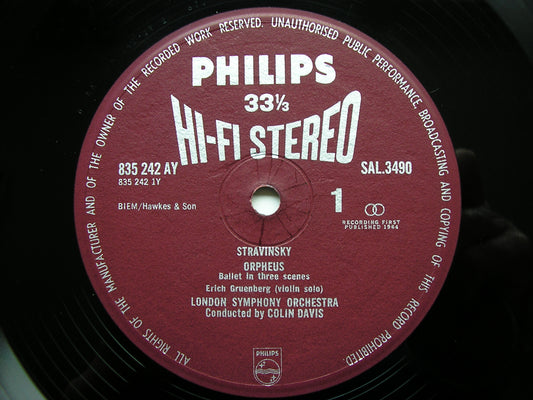 ALL RIGHTS OF THE MANUFACTURER AND OF THE OWNER OF THE RECORDED WORK RESERVED. UNAUTHORISED PUBLIC PERFORMANCE, BROADCASTING AND COPYING OF THIS RECORD PROHIBITED.
PHILIPS
33⅓
HI-FI STEREO
835 242 AY
SAL.3490
835 242 1Y
BIEM/Hawkes & Son
1
RECORDING FIRST
PUBLISHED 1964
STRAVINSKY
ORPHEUS
Ballet in three scenes
Erich Gruenberg (violin solo)
LONDON SYMPHONY ORCHESTRA
Conducted by COLIN DAVIS
PHILIPS